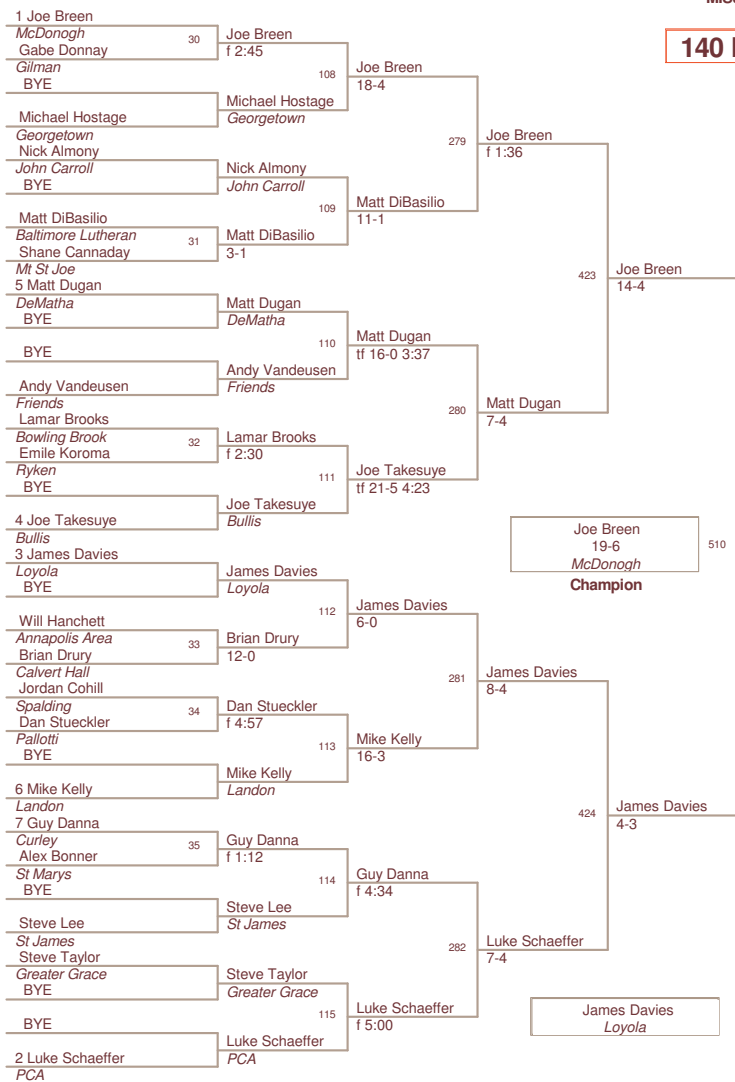 MISC
140 l
1 Joe Breen
McDonogh
Gabe Donnay
Gilman
BYE
Michael Hostage
Georgetown
Nick Almony
John Carroll
BYE
Matt DiBasilio
Baltimore Lutheran
Shane Cannaday
Mt St Joe
5 Matt Dugan
DeMatha
BYE
BYE
Andy Vandeusen
Friends
Lamar Brooks
Bowling Brook
Emile Koroma
Ryken
BYE
4 Joe Takesuye
Bullis
3 James Davies
Loyola
BYE
Will Hanchett
Annapolis Area
Brian Drury
Calvert Hall
Jordan Cohill
Spalding
Dan Stueckler
Pallotti
BYE
6 Mike Kelly
Landon
7 Guy Danna
Curley
Alex Bonner
St Marys
BYE
Steve Lee
St James
Steve Taylor
Greater Grace
BYE
BYE
2 Luke Schaeffer
PCA
30
31
32
33
34
35
Joe Breen
f 2:45
Michael Hostage
Georgetown
Nick Almony
John Carroll
Matt DiBasilio
3-1
Matt Dugan
DeMatha
Andy Vandeusen
Friends
Lamar Brooks
f 2:30
Joe Takesuye
Bullis
James Davies
Loyola
Brian Drury
12-0
Dan Stueckler
f 4:57
Mike Kelly
Landon
Guy Danna
f 1:12
Steve Lee
St James
Steve Taylor
Greater Grace
Luke Schaeffer
PCA
108
109
110
111
112
113
114
115
Joe Breen
18-4
Matt DiBasilio
11-1
Matt Dugan
tf 16-0 3:37
Joe Takesuye
tf 21-5 4:23
James Davies
6-0
Mike Kelly
16-3
Guy Danna
f 4:34
Luke Schaeffer
f 5:00
279
280
281
282
Joe Breen
f 1:36
Matt Dugan
7-4
James Davies
8-4
Luke Schaeffer
7-4
423
424
Joe Breen
14-4
James Davies
4-3
Joe Breen
19-6
McDonogh
510
Champion
James Davies
Loyola